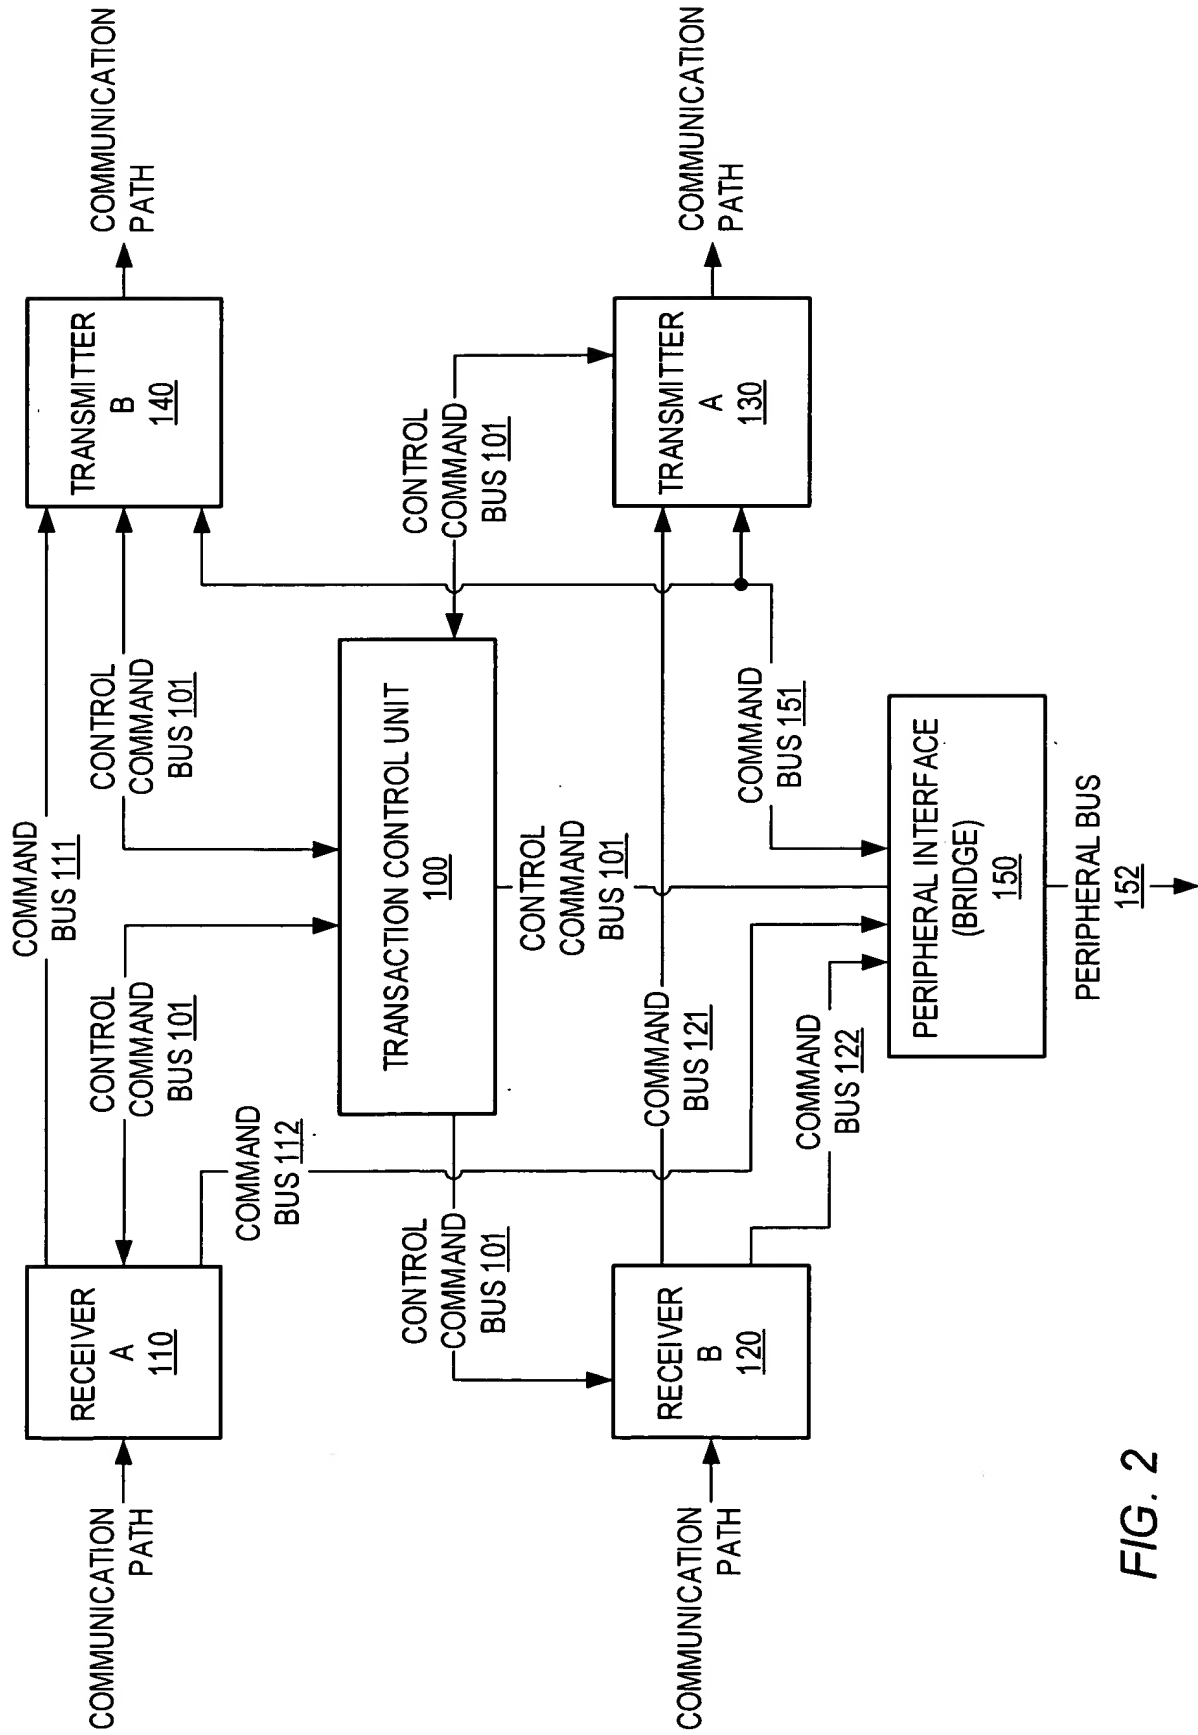 COMMUNICATION
PATH
RECEIVER
A
110
COMMAND
BUS 111
CONTROL
COMMAND
BUS 101
CONTROL
COMMAND
BUS 101
TRANSMITTER
B
140
COMMUNICATION
PATH
COMMAND
BUS 112
TRANSACTION CONTROL UNIT
100
CONTROL
COMMAND
BUS 101
CONTROL
COMMAND
BUS 101
CONTROL
COMMAND
BUS 101
COMMUNICATION
PATH
RECEIVER
B
120
COMMAND
BUS 121
TRANSMITTER
A
130
COMMUNICATION
PATH
COMMAND
BUS 122
COMMAND
BUS 151
PERIPHERAL INTERFACE
(BRIDGE)
150
PERIPHERAL BUS
152
FIG. 2